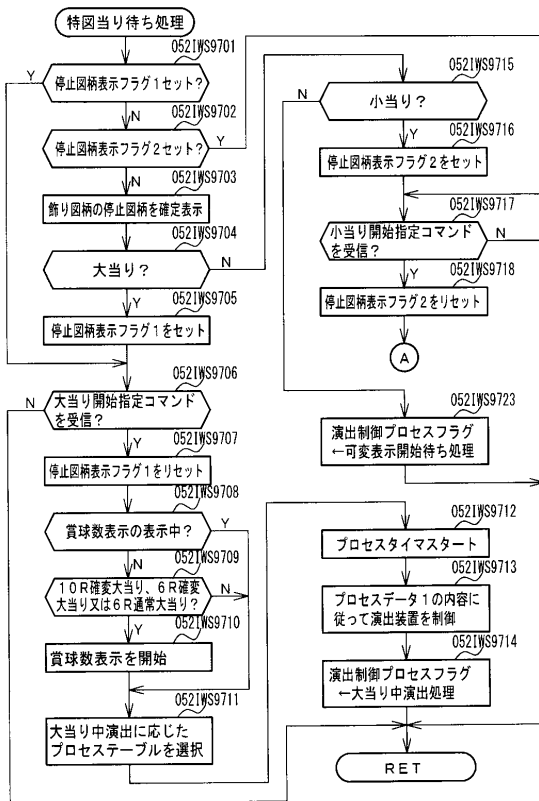 特図当り待ち処理
052IWS9701
停止図柄表示フラグ1セット?
Y
N
052IWS9702
停止図柄表示フラグ2セット?
Y
N
052IWS9703
飾り図柄の停止図柄を確定表示
052IWS9704
大当り?
N
Y
052IWS9705
停止図柄表示フラグ1をセット
052IWS9706
大当り開始指定コマンド
を受信?
N
Y
052IWS9707
停止図柄表示フラグ1をリセット
052IWS9708
賞球数表示の表示中?
Y
N
052IWS9709
10R確変大当り、6R確変
大当り又は6R通常大当り?
N
Y
052IWS9710
賞球数表示を開始
052IWS9711
大当り中演出に応じた
プロセステーブルを選択
052IWS9715
小当り?
N
Y
052IWS9716
停止図柄表示フラグ2をセット
052IWS9717
小当り開始指定コマンド
を受信?
N
Y
052IWS9718
停止図柄表示フラグ2をリセット
A
052IWS9723
演出制御プロセスフラグ
←可変表示開始待ち処理
052IWS9712
プロセスタイマスタート
052IWS9713
プロセスデータ1の内容に
従って演出装置を制御
052IWS9714
演出制御プロセスフラグ
←大当り中演出処理
RET